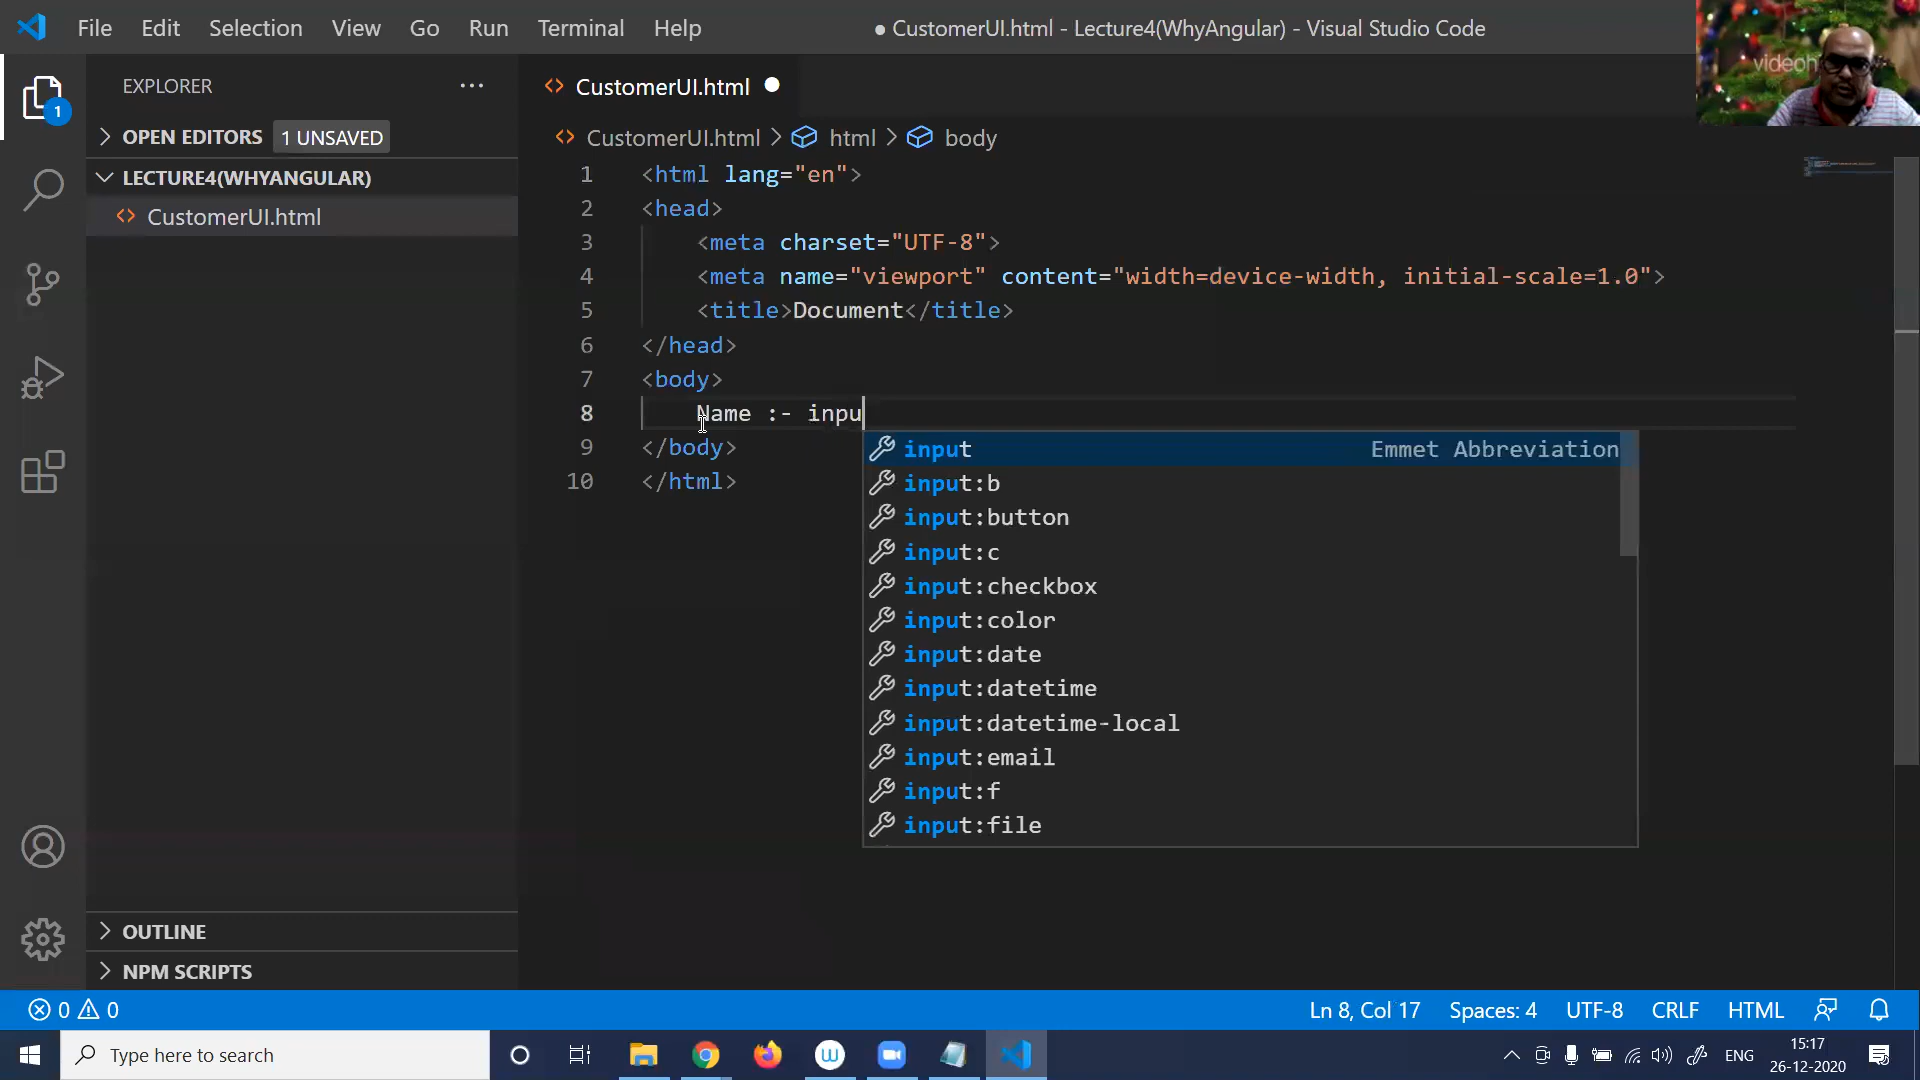 File Edit Selection View Go Run Terminal Help
● CustomerUI.html - Lecture4(WhyAngular) - Visual Studio Code
EXPLORER
OPEN EDITORS 1 UNSAVED
LECTURE4(WHYANGULAR)
CustomerUI.html
OUTLINE
NPM SCRIPTS
1
CustomerUI.html
CustomerUI.html > html > body
1 <html lang="en">
2 <head>
3 <meta charset="UTF-8">
4 <meta name="viewport" content="width=device-width, initial-scale=1.0">
5 <title>Document</title>
6 </head>
7 <body>
8 Name :- inpu
9 </body>
10 </html>
input Emmet Abbreviation
input:b
input:button
input:c
input:checkbox
input:color
input:date
input:datetime
input:datetime-local
input:email
input:f
input:file
0 0 Ln 8, Col 17 Spaces: 4 UTF-8 CRLF HTML
Type here to search
ENG
15:17
26-12-2020